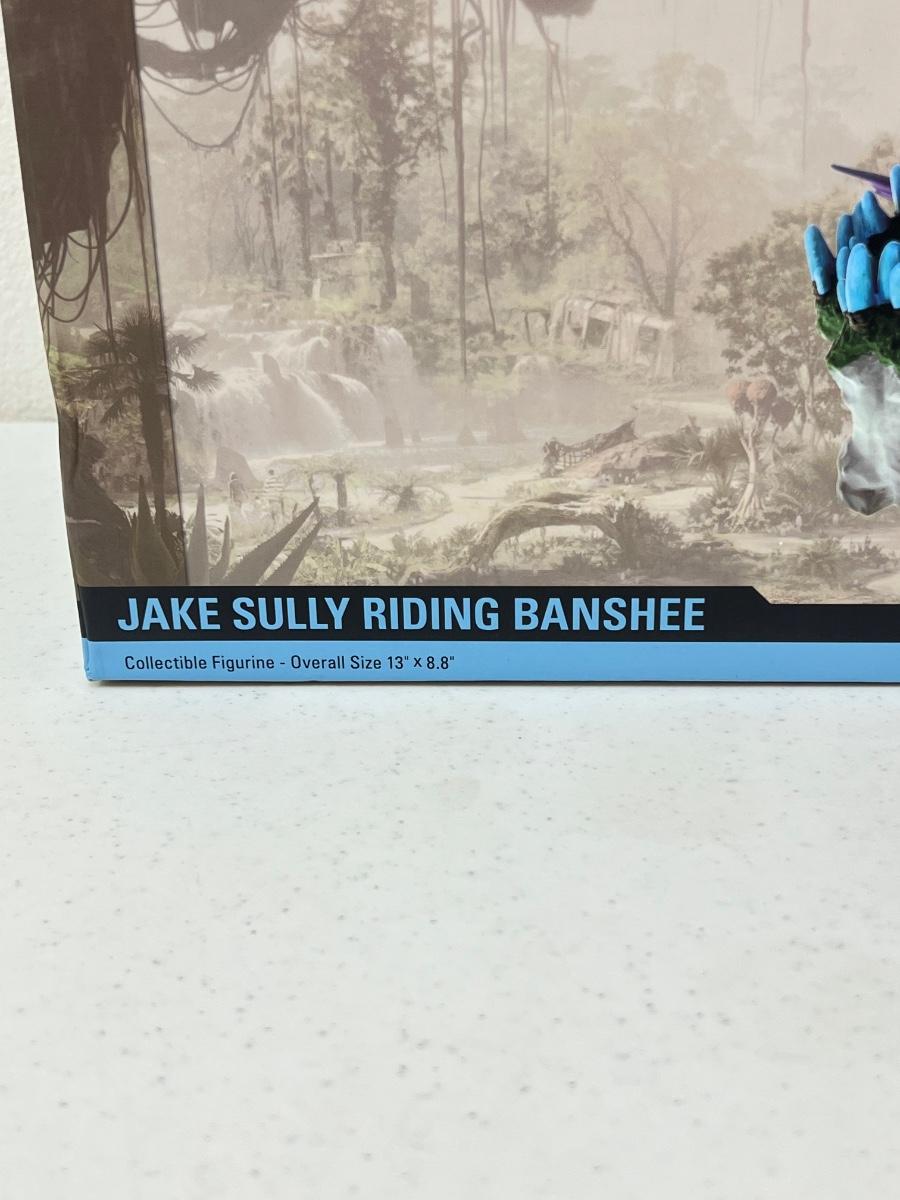 JAKE SULLY RIDING BANSHEE
Collectible Figurine - Overall Size 13" x 8.8"